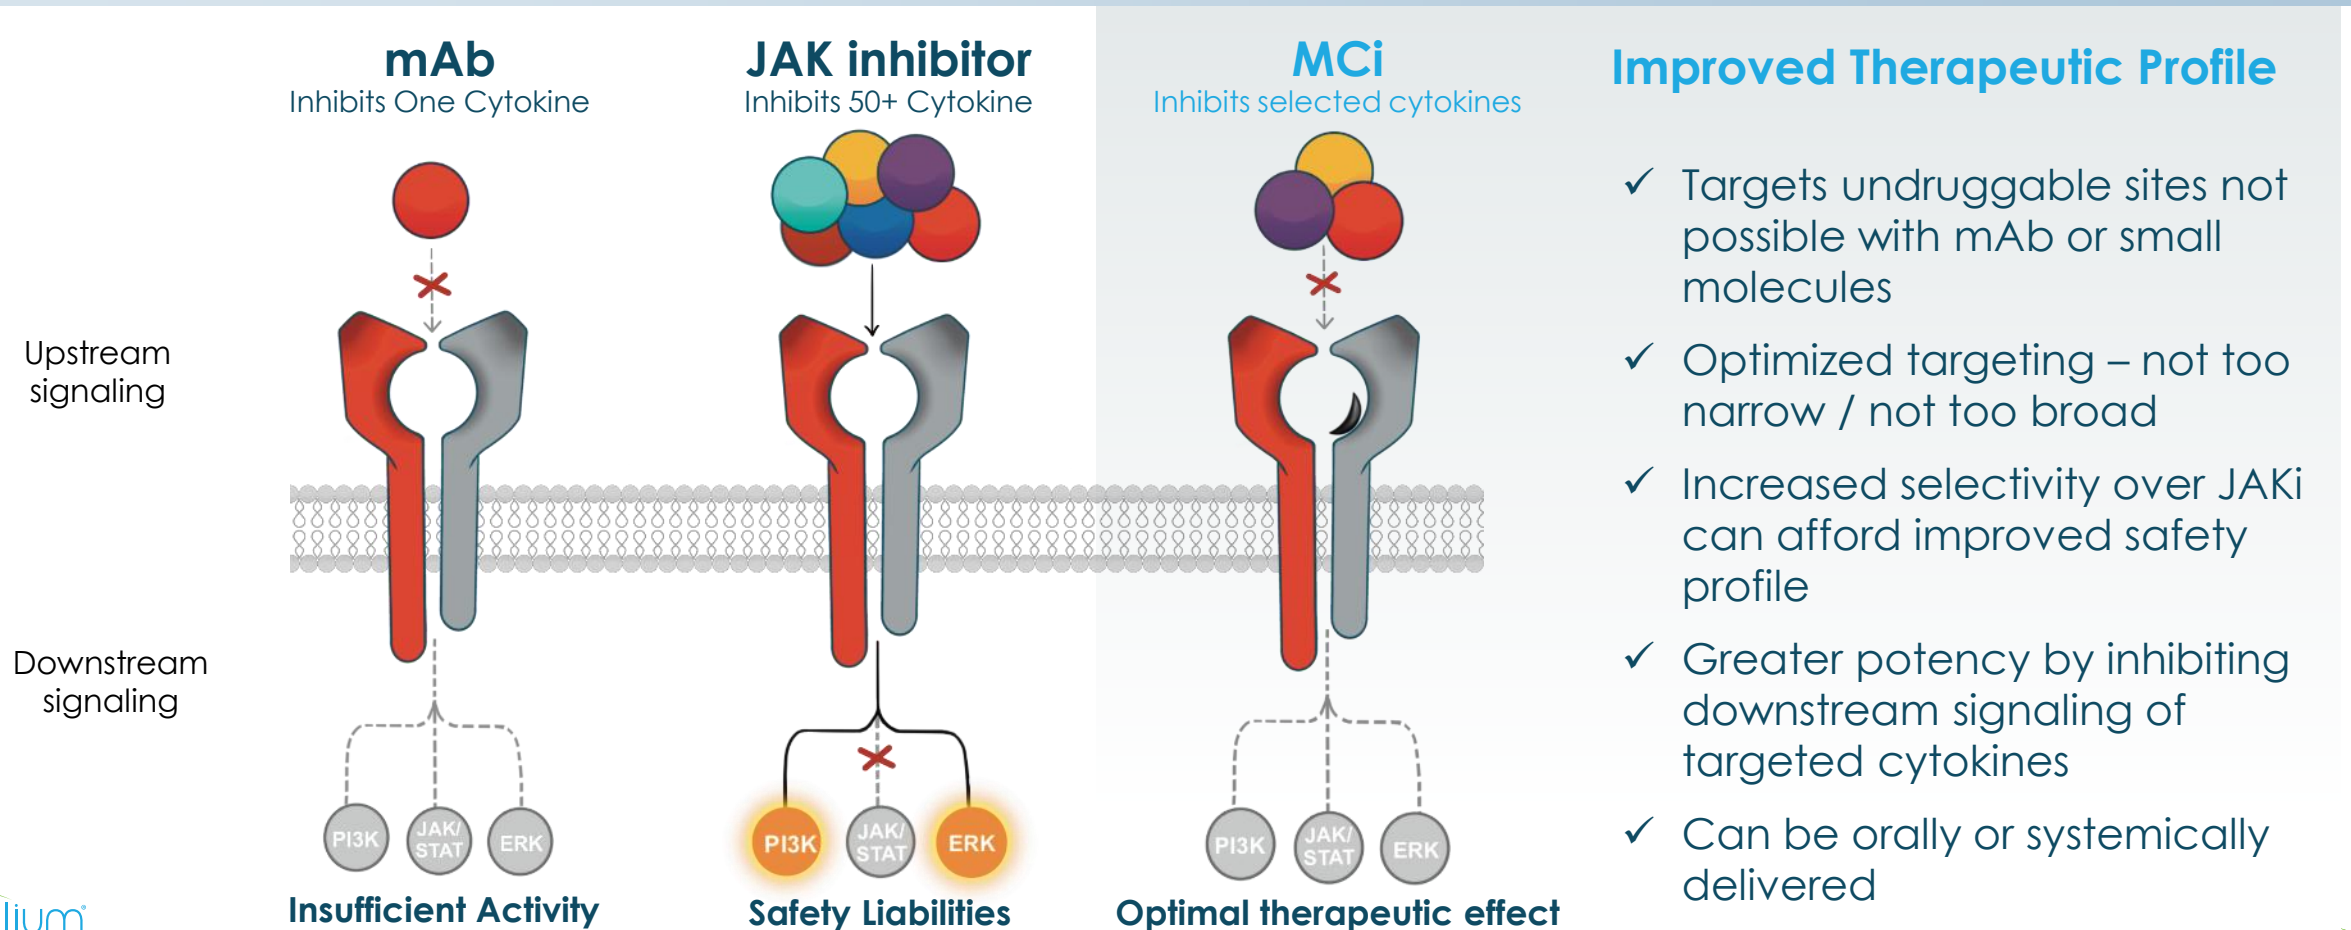 mAb
Inhibits One Cytokine
JAK inhibitor
Inhibits 50+ Cytokine
MCi
Inhibits selected cytokines
Improved Therapeutic Profile
Upstream
signaling
Downstream
signaling
PI3K
JAK/
STAT
ERK
PI3K
JAK/
STAT
ERK
PI3K
JAK/
STAT
ERK
Insufficient Activity
Safety Liabilities
Optimal therapeutic effect
✓ Targets undruggable sites not
possible with mAb or small
molecules
✓ Optimized targeting – not too
narrow / not too broad
✓ Increased selectivity over JAKi
can afford improved safety
profile
✓ Greater potency by inhibiting
downstream signaling of
targeted cytokines
✓ Can be orally or systemically
delivered